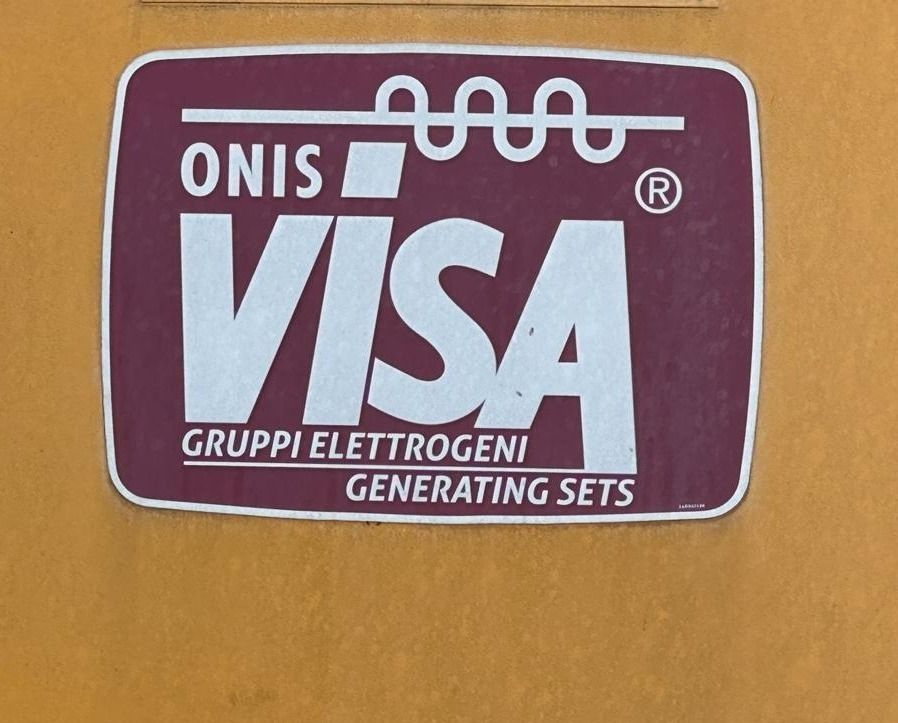 ONIS
VISA
®
GRUPPI ELETTROGENI
GENERATING SETS